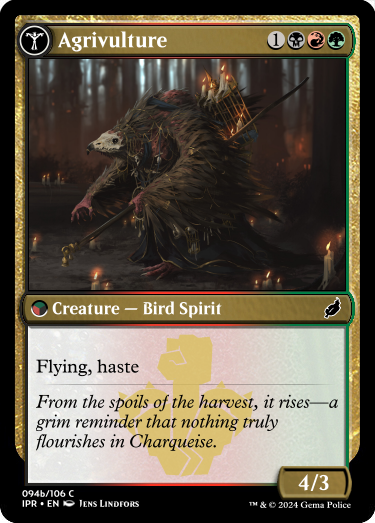 Agrivulture 1
Creature — Bird Spirit
Flying, haste
From the spoils of the harvest, it rises—a
grim reminder that nothing truly
flourishes in Charqueise.
4/3
094b/106 C
IPR • EN JENS LINDFORS
™ & © 2024 Gema Police